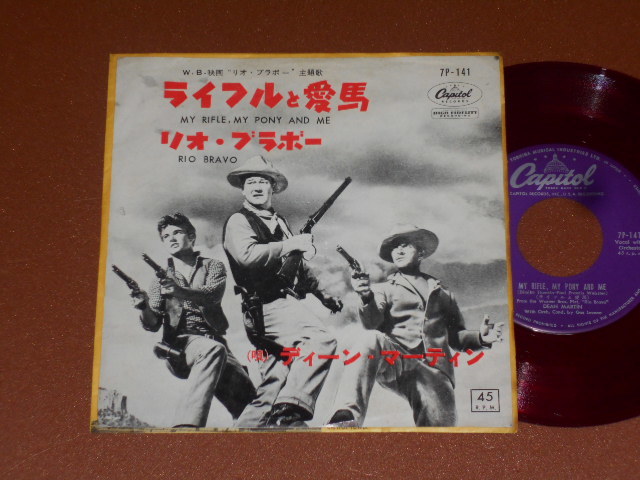 W.B.映画 "リオ・ブラボー" 主題歌
7P-141
ライフルと愛馬
MY RIFLE, MY PONY AND ME
リオ・ブラボー
RIO BRAVO
Capitol
RECORDS
HIGH FIDELITY
(唄) ディーン・マーティン
45
R.P.M.
Capitol
7P-141
MY RIFLE, MY PONY AND ME
DEAN MARTIN